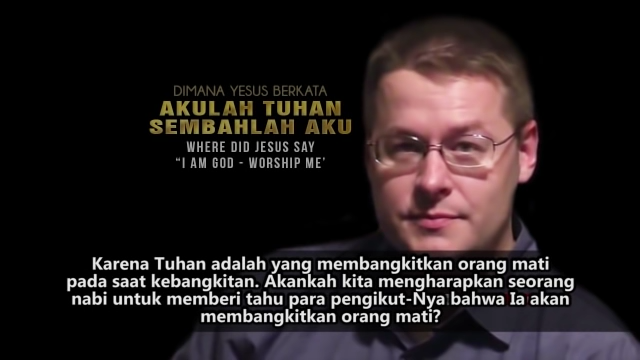 DIMANA YESUS BERKATA
AKULAH TUHAN
SEMBAHLAH AKU
WHERE DID JESUS SAY
"I AM GOD - WORSHIP ME'
Karena Tuhan adalah yang membangkitkan orang mati
pada saat kebangkitan. Akankah kita mengharapkan seorang
nabi untuk memberi tahu para pengikut-Nya bahwa Ia akan
membangkitkan orang mati?